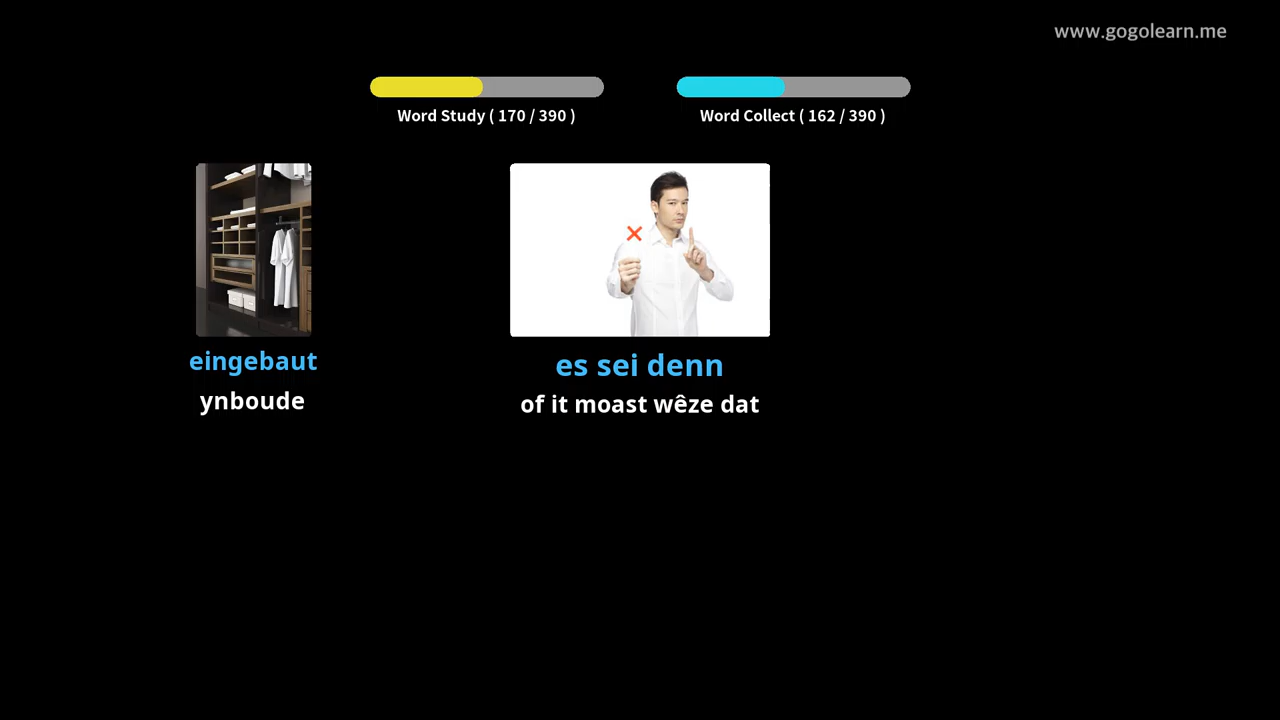 www.gogolearn.me
Word Study ( 170 / 390 )
Word Collect ( 162 / 390 )
eingebaut
ynboude
es sei denn
of it moast wêze dat